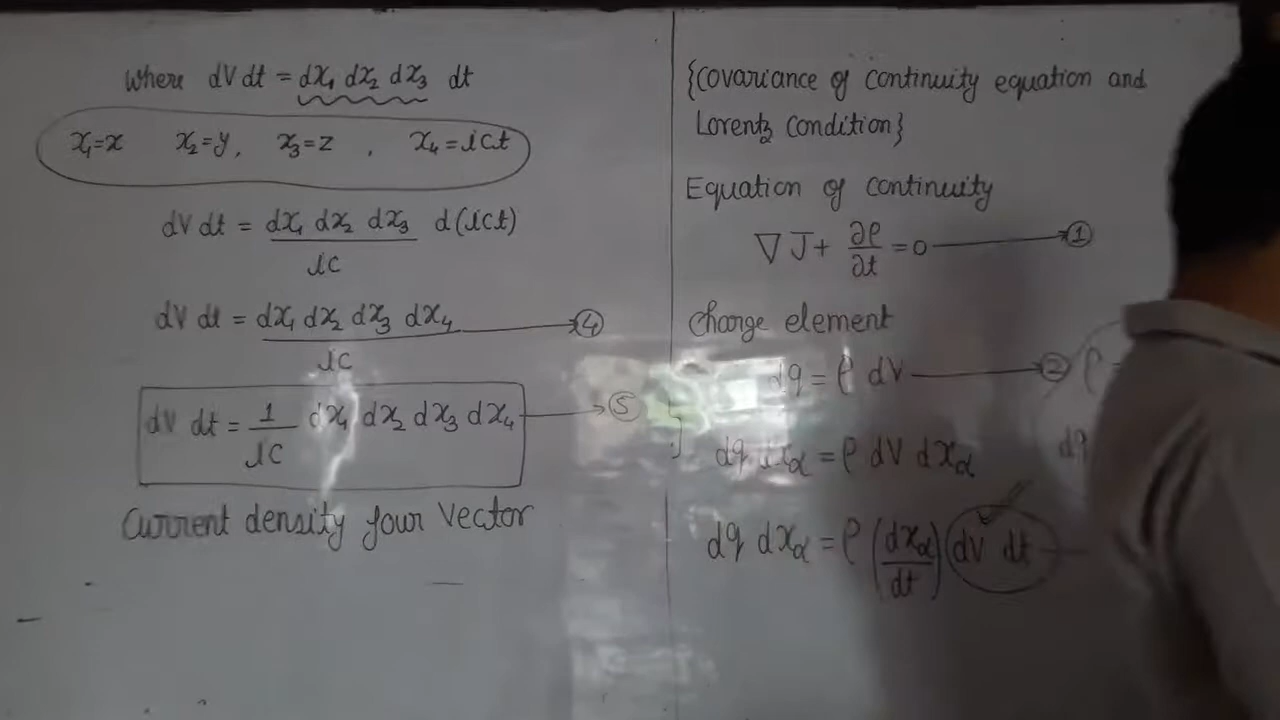 where dV dt = dx₁ dx₂ dx₃ dt
x₁=x x₂=y, x₃=z , x₄=ict
dV dt = dx₁ dx₂ dx₃ d(ict)
ic
dV dt = dx₁ dx₂ dx₃ dx₄ → ④
ic
dV dt = 1/ic dx₁ dx₂ dx₃ dx₄ → ⑤
Current density four Vector
{Covariance of Continuity equation and
Lorentz Condition}
Equation of Continuity
∇ J + ∂ρ/∂t = 0 → ①
Charge element
dq = ρ dV → ② ρ
dq dxα = ρ dV dxα dq
dq dxα = ρ (dxα/dt) dV dt